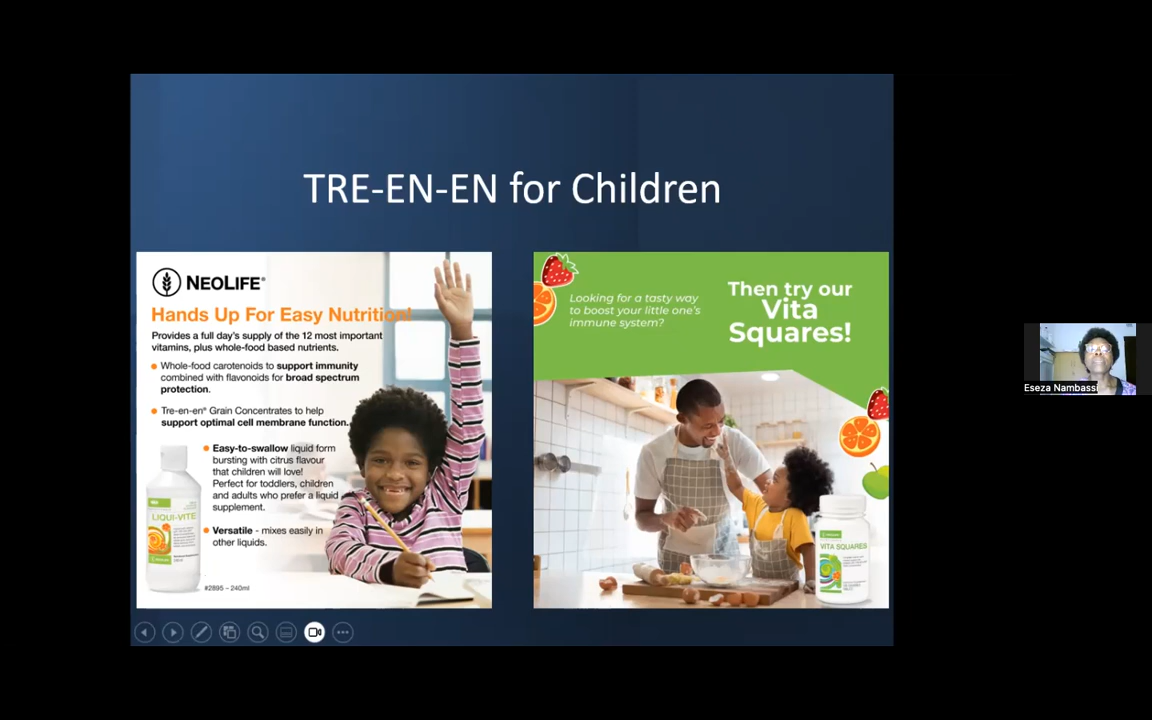 TRE-EN-EN for Children
NEOLIFE®
Hands Up For Easy Nutrition!
Provides a full day's supply of the 12 most important
vitamins, plus whole-food based nutrients.
Whole-food carotenoids to support immunity
combined with flavonoids for broad spectrum
protection.
Tre-en-en® Grain Concentrates to help
support optimal cell membrane function.
Easy-to-swallow liquid form
bursting with citrus flavour
that children will love!
Perfect for toddlers, children
and adults who prefer a liquid
supplement.
Versatile - mixes easily in
other liquids.
LIQUI-VITE
#2895 – 240ml
Looking for a tasty way
to boost your little one's
immune system?
Then try our
Vita
Squares!
VITA SQUARES
Eseza Nambassi